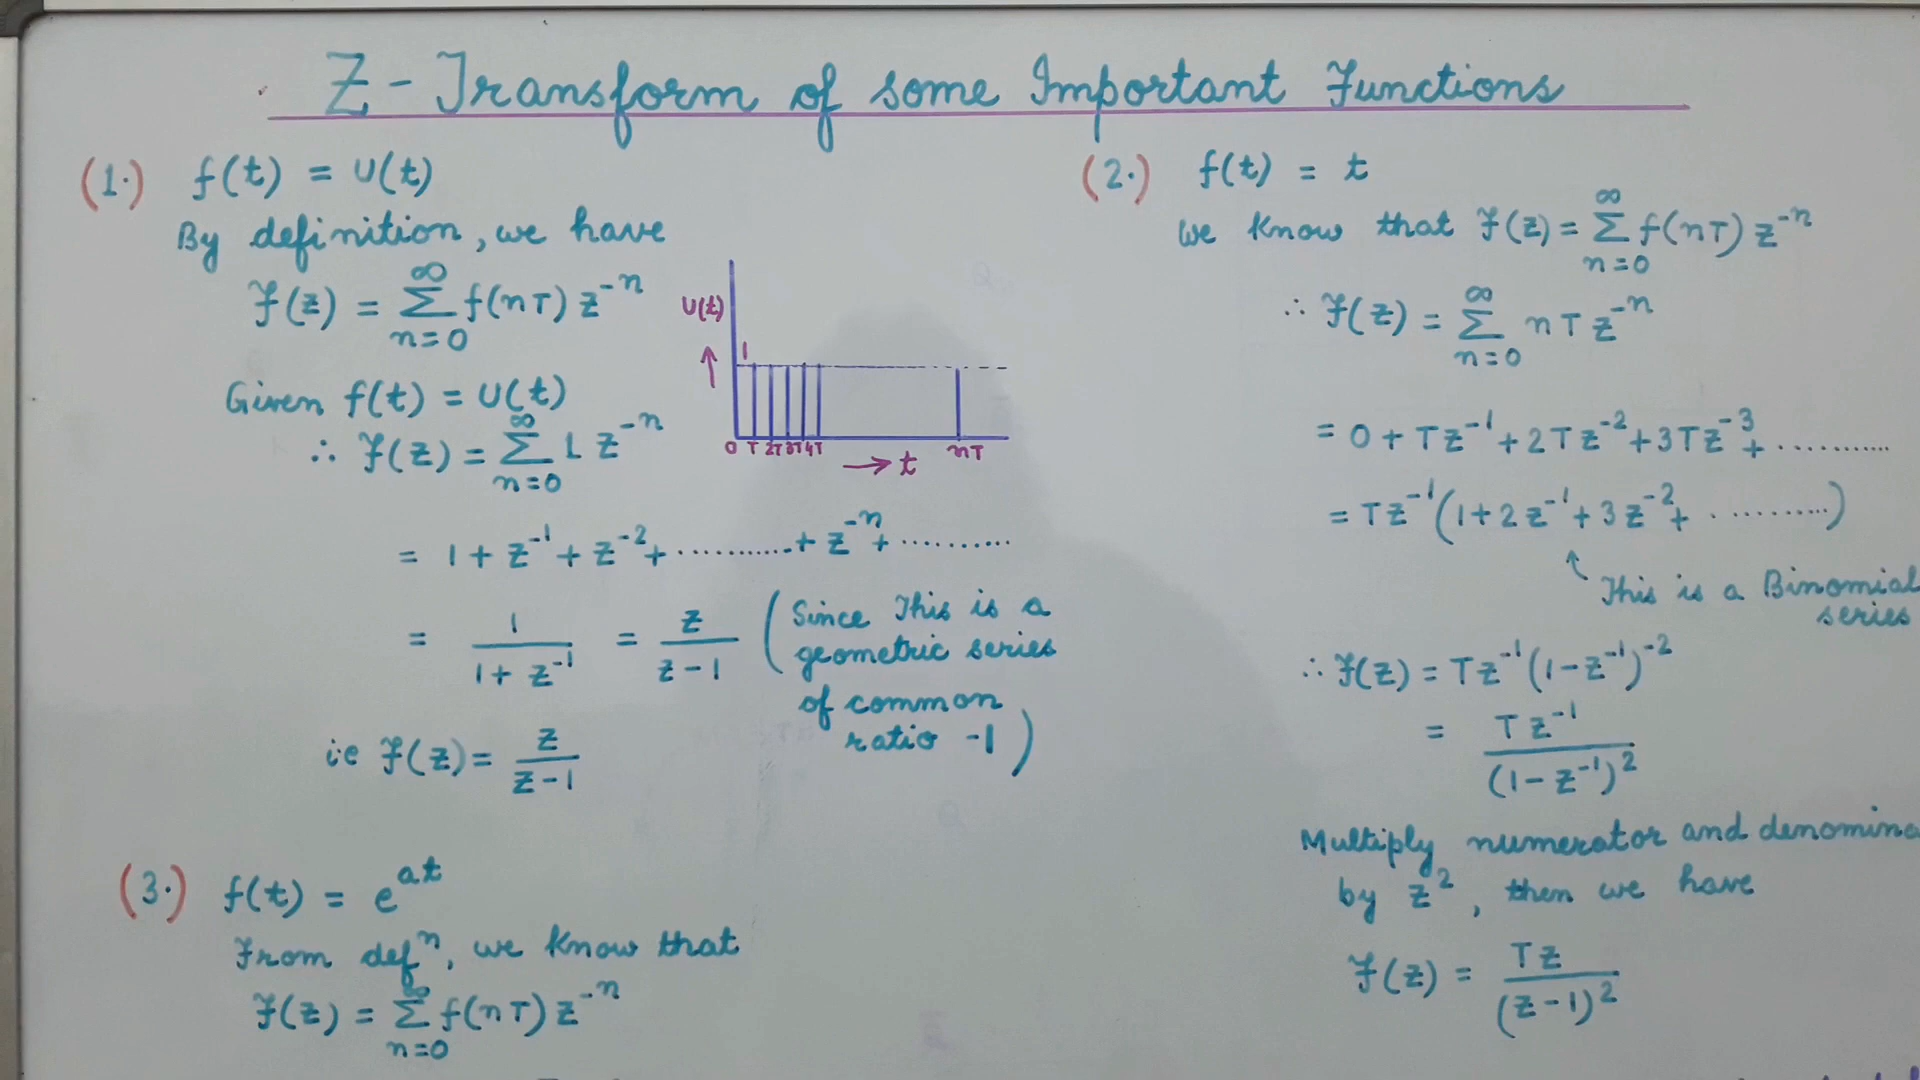 Z-Transform of some Important Functions
(1.) f(t) = U(t)
By definition, we have
F(z) = ∞ Σ n=0 f(nT) z^-n
Given f(t) = U(t)
∴ F(z) = ∞ Σ n=0 1 z^-n
= 1 + z^-1 + z^-2 + ........... + z^-n + ..........
= 1 / (1 + z^-1) = z / (z - 1) (Since This is a
geometric series
of common
ratio -1)
ie F(z) = z / (z - 1)
U(t)
↑
1
0 T 2T 3T 4T nT
→ t
(2.) f(t) = t
We know that F(z) = ∞ Σ n=0 f(nT) z^-n
∴ F(z) = ∞ Σ n=0 nT z^-n
= 0 + Tz^-1 + 2Tz^-2 + 3Tz^-3 + ...........
= Tz^-1 (1 + 2z^-1 + 3z^-2 + ..........)
↑ This is a Binomial
series
∴ F(z) = Tz^-1 (1 - z^-1)^-2
= Tz^-1 / (1 - z^-1)^2
Multiply numerator and denomina
by z^2, then we have
F(z) = Tz / (z - 1)^2
(3.) f(t) = e^at
From def^n, we know that
F(z) = ∞ Σ n=0 f(nT) z^-n